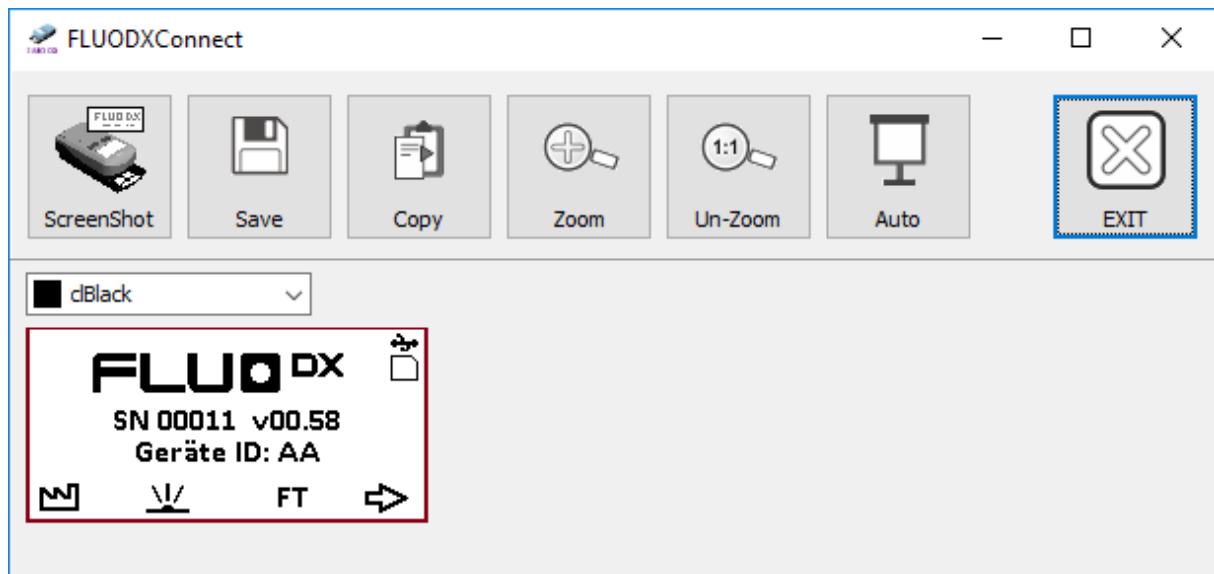 FLUODXConnect
FLUO DX
ScreenShot
Save
Copy
Zoom
1:1
Un-Zoom
Auto
EXIT
clBlack
FLUO DX
SN 00011 v00.58
Geräte ID: AA
FT